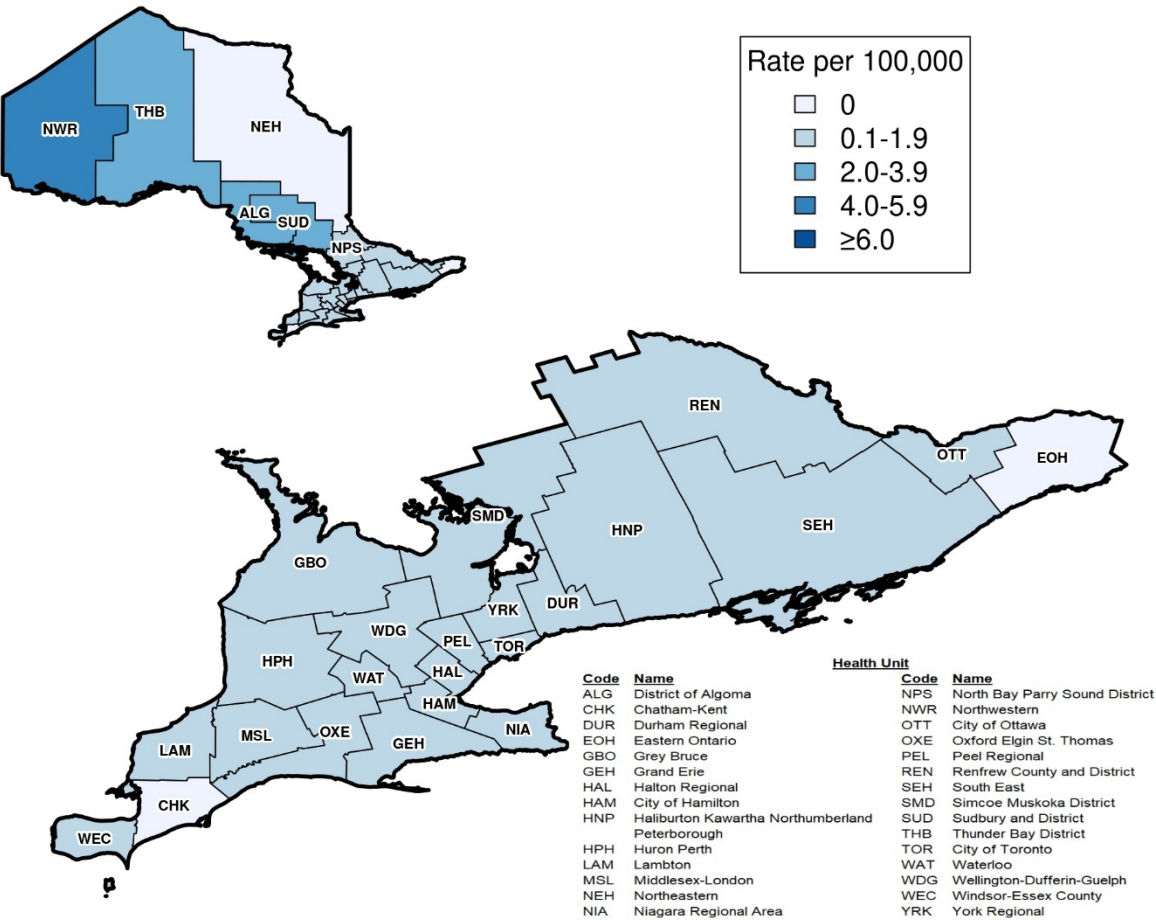 NWR
THB
NEH
ALG
SUD
NPS
Rate per 100,000
0
0.1-1.9
2.0-3.9
4.0-5.9
≥6.0
REN
OTT
EOH
SMD
HNP
SEH
GBO
YRK
DUR
WDG
PEL
TOR
HPH
WAT
HAL
HAM
LAM
MSL
OXE
GEH
NIA
CHK
WEC
Health Unit
Code Name
ALG District of Algoma
CHK Chatham-Kent
DUR Durham Regional
EOH Eastern Ontario
GBO Grey Bruce
GEH Grand Erie
HAL Halton Regional
HAM City of Hamilton
HNP Haliburton Kawartha Northumberland
Peterborough
HPH Huron Perth
LAM Lambton
MSL Middlesex-London
NEH Northeastern
NIA Niagara Regional Area
Code Name
NPS North Bay Parry Sound District
NWR Northwestern
OTT City of Ottawa
OXE Oxford Elgin St. Thomas
PEL Peel Regional
REN Renfrew County and District
SEH South East
SMD Simcoe Muskoka District
SUD Sudbury and District
THB Thunder Bay District
TOR City of Toronto
WAT Waterloo
WDG Wellington-Dufferin-Guelph
WEC Windsor-Essex County
YRK York Regional